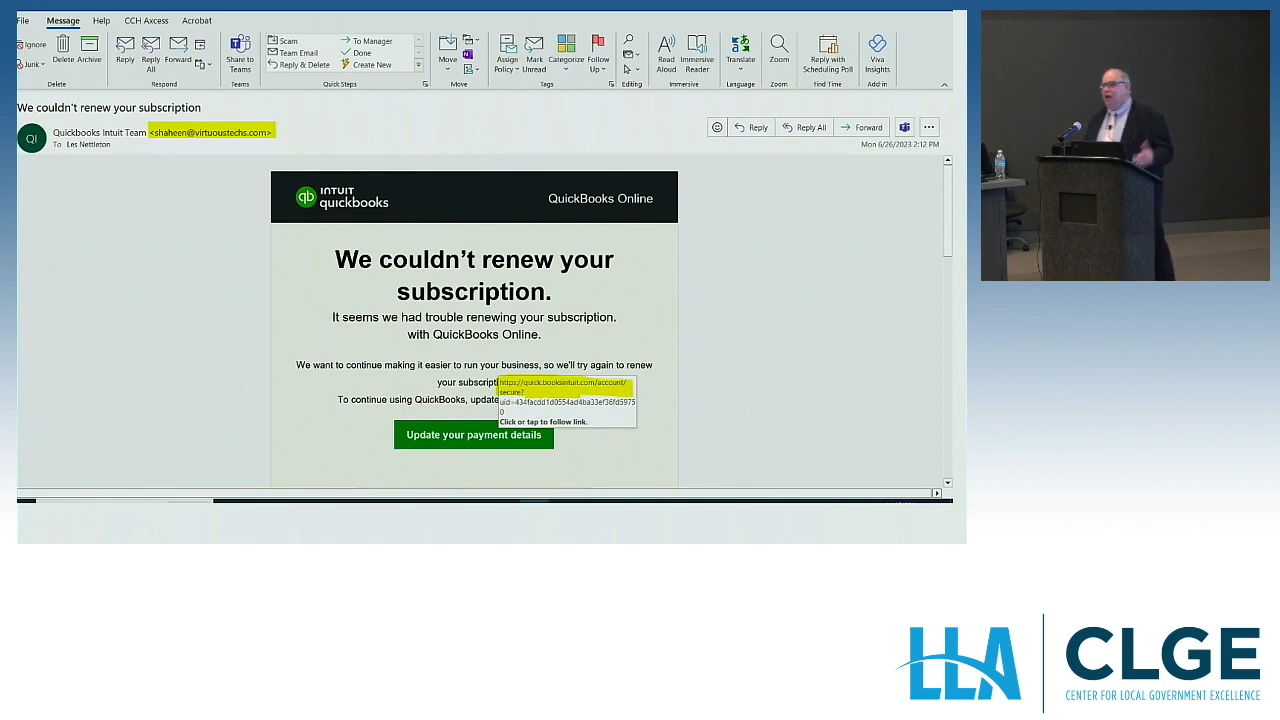 File Message Help CCH Axcess Acrobat
Ignore
Junk
Delete
Archive
Reply
Reply All
Forward
Share to Teams
Scam
To Manager
Team Email
Done
Reply & Delete
Create New
Move
Assign Policy
Mark Unread
Categorize
Follow Up
Read Aloud
Immersive Reader
Translate
Zoom
Reply with Scheduling Poll
Viva Insights
Delete Respond Teams Quick Steps Move Tags Editing Immersive Language Zoom Find Time Add-in
We couldn't renew your subscription
QI
Quickbooks Intuit Team <shaheen@virtuoustechs.com>
To Les Nettleton
Reply Reply All Forward
Mon 6/26/2023 2:12 PM
qb INTUIT
quickbooks
QuickBooks Online
We couldn't renew your
subscription.
It seems we had trouble renewing your subscription.
with QuickBooks Online.
We want to continue making it easier to run your business, so we'll try again to renew
your subscripti
To continue using QuickBooks, update
https://quick.booksintuit.com/account/
secure?
uid=434facdd1d0554ad4ba33ef36fd5975
0
Click or tap to follow link.
Update your payment details
LLA
CLGE
CENTER FOR LOCAL GOVERNMENT EXCELLENCE